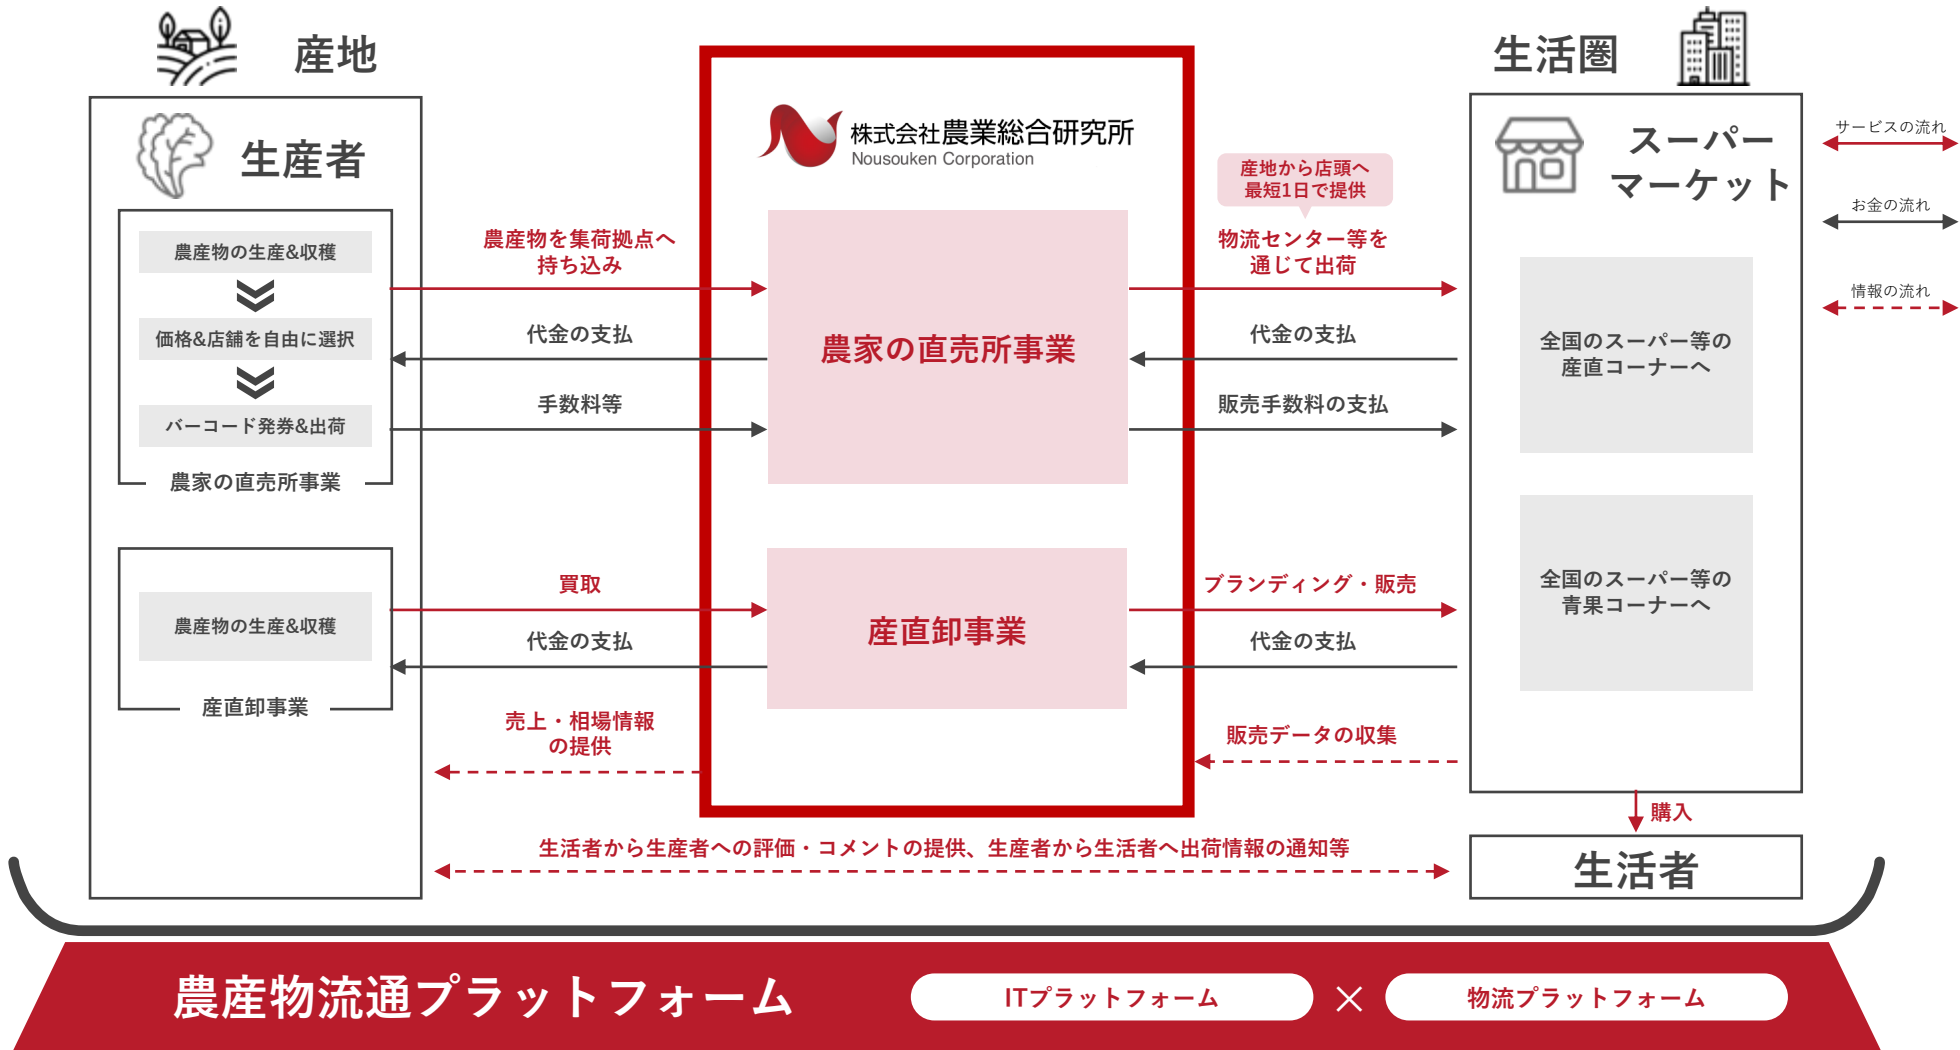 産地
生産者
農産物の生産&収穫
価格&店舗を自由に選択
バーコード発券&出荷
農家の直売所事業
農産物の生産&収穫
産直卸事業
農産物を集荷拠点へ
持ち込み
代金の支払
手数料等
買取
代金の支払
売上・相場情報
の提供
株式会社農業総合研究所
Nousouken Corporation
農家の直売所事業
産直卸事業
産地から店頭へ
最短1日で提供
物流センター等を
通じて出荷
代金の支払
販売手数料の支払
ブランディング・販売
代金の支払
販売データの収集
生活圏
スーパー
マーケット
全国のスーパー等の
産直コーナーへ
全国のスーパー等の
青果コーナーへ
購入
生活者
サービスの流れ
お金の流れ
情報の流れ
生活者から生産者への評価・コメントの提供、生産者から生活者へ出荷情報の通知等
農産物流通プラットフォーム
ITプラットフォーム
×
物流プラットフォーム